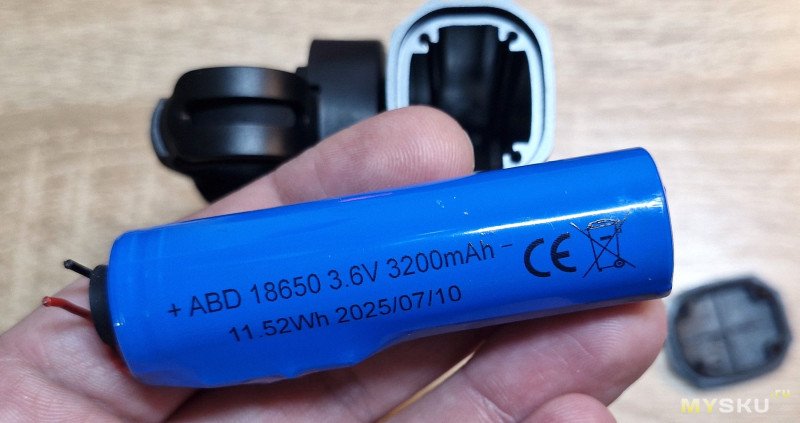 + ABD 18650 3.6V 3200mAh - CE
11.52Wh 2025/07/10
MYSKU.ru